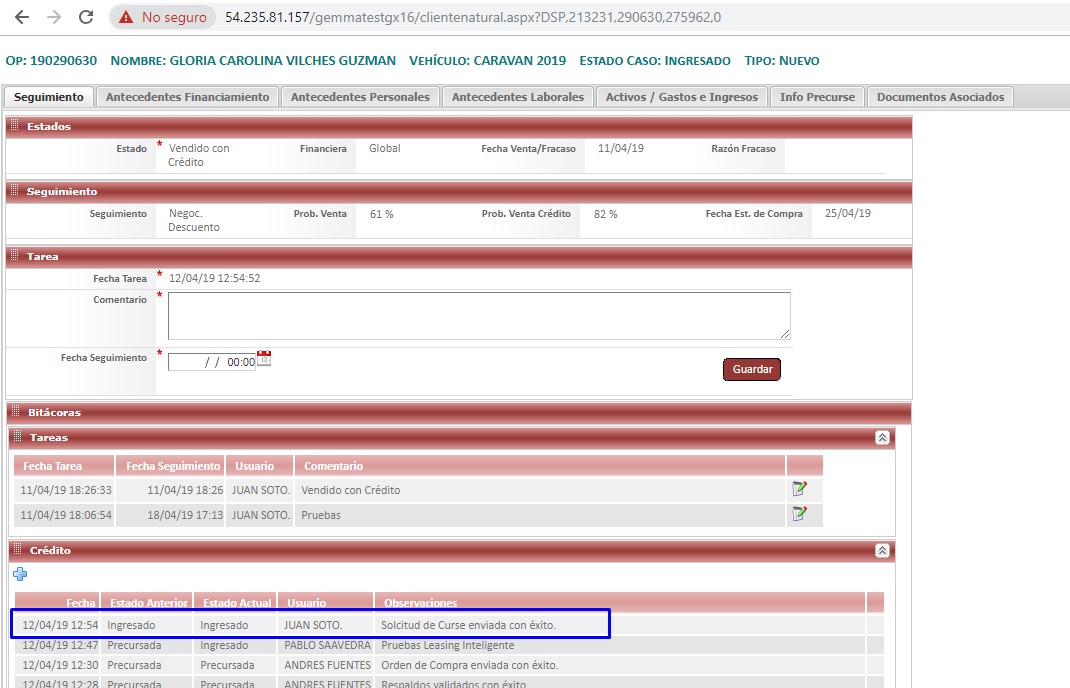 No seguro 54.235.81.157/gemmatestgx16/clientenatural.aspx?DSP,213231,290630,275962,0
OP: 190290630 NOMBRE: GLORIA CAROLINA VILCHES GUZMAN VEHÍCULO: CARAVAN 2019 ESTADO CASO: INGRESADO TIPO: NUEVO
Seguimiento Antecedentes Financiamiento Antecedentes Personales Antecedentes Laborales Activos / Gastos e Ingresos Info Precurse Documentos Asociados
Estados
Estado * Vendido con Financiera Global Fecha Venta/Fracaso 11/04/19 Razón Fracaso
Crédito
Seguimiento
Seguimiento Negoc. Prob. Venta 61 % Prob. Venta Crédito 82 % Fecha Est. de Compra 25/04/19
Descuento
Tarea
Fecha Tarea * 12/04/19 12:54:52
Comentario *
Fecha Seguimiento * / / 00:00
Guardar
Bitácoras
Tareas
Fecha Tarea Fecha Seguimiento Usuario Comentario
11/04/19 18:26:33 11/04/19 18:26 JUAN SOTO. Vendido con Crédito
11/04/19 18:06:54 18/04/19 17:13 JUAN SOTO. Pruebas
Crédito
Fecha Estado Anterior Estado Actual Usuario Observaciones
12/04/19 12:54 Ingresado Ingresado JUAN SOTO. Solcitud de Curse enviada con éxito.
12/04/19 12:47 Precursada Ingresado PABLO SAAVEDRA Pruebas Leasing Inteligente
12/04/19 12:30 Precursada Precursada ANDRES FUENTES Orden de Compra enviada con éxito.
12/04/19 12:28 Precursada Precursada ANDRES FUENTES Respaldos validados con éxito